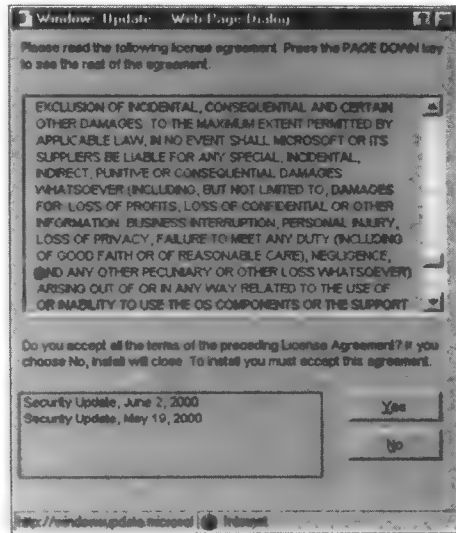 Windows Update -- Web Page Dialog
Please read the following license agreement. Press the PAGE DOWN key
to see the rest of the agreement.
EXCLUSION OF INCIDENTAL, CONSEQUENTIAL AND CERTAIN
OTHER DAMAGES. TO THE MAXIMUM EXTENT PERMITTED BY
APPLICABLE LAW, IN NO EVENT SHALL MICROSOFT OR ITS
SUPPLIERS BE LIABLE FOR ANY SPECIAL, INCIDENTAL,
INDIRECT, PUNITIVE OR CONSEQUENTIAL DAMAGES
WHATSOEVER (INCLUDING, BUT NOT LIMITED TO, DAMAGES
FOR: LOSS OF PROFITS, LOSS OF CONFIDENTIAL OR OTHER
INFORMATION, BUSINESS INTERRUPTION, PERSONAL INJURY,
LOSS OF PRIVACY, FAILURE TO MEET ANY DUTY (INCLUDING
OF GOOD FAITH OR OF REASONABLE CARE), NEGLIGENCE,
AND ANY OTHER PECUNIARY OR OTHER LOSS WHATSOEVER)
ARISING OUT OF OR IN ANY WAY RELATED TO THE USE OF
OR INABILITY TO USE THE OS COMPONENTS OR THE SUPPORT
Do you accept all the terms of the preceding License Agreement? If you
choose No, Install will close. To install you must accept this agreement.
Security Update, June 2, 2000
Security Update, May 19, 2000
Yes
No
http://windowsupdate.microsof
Internet